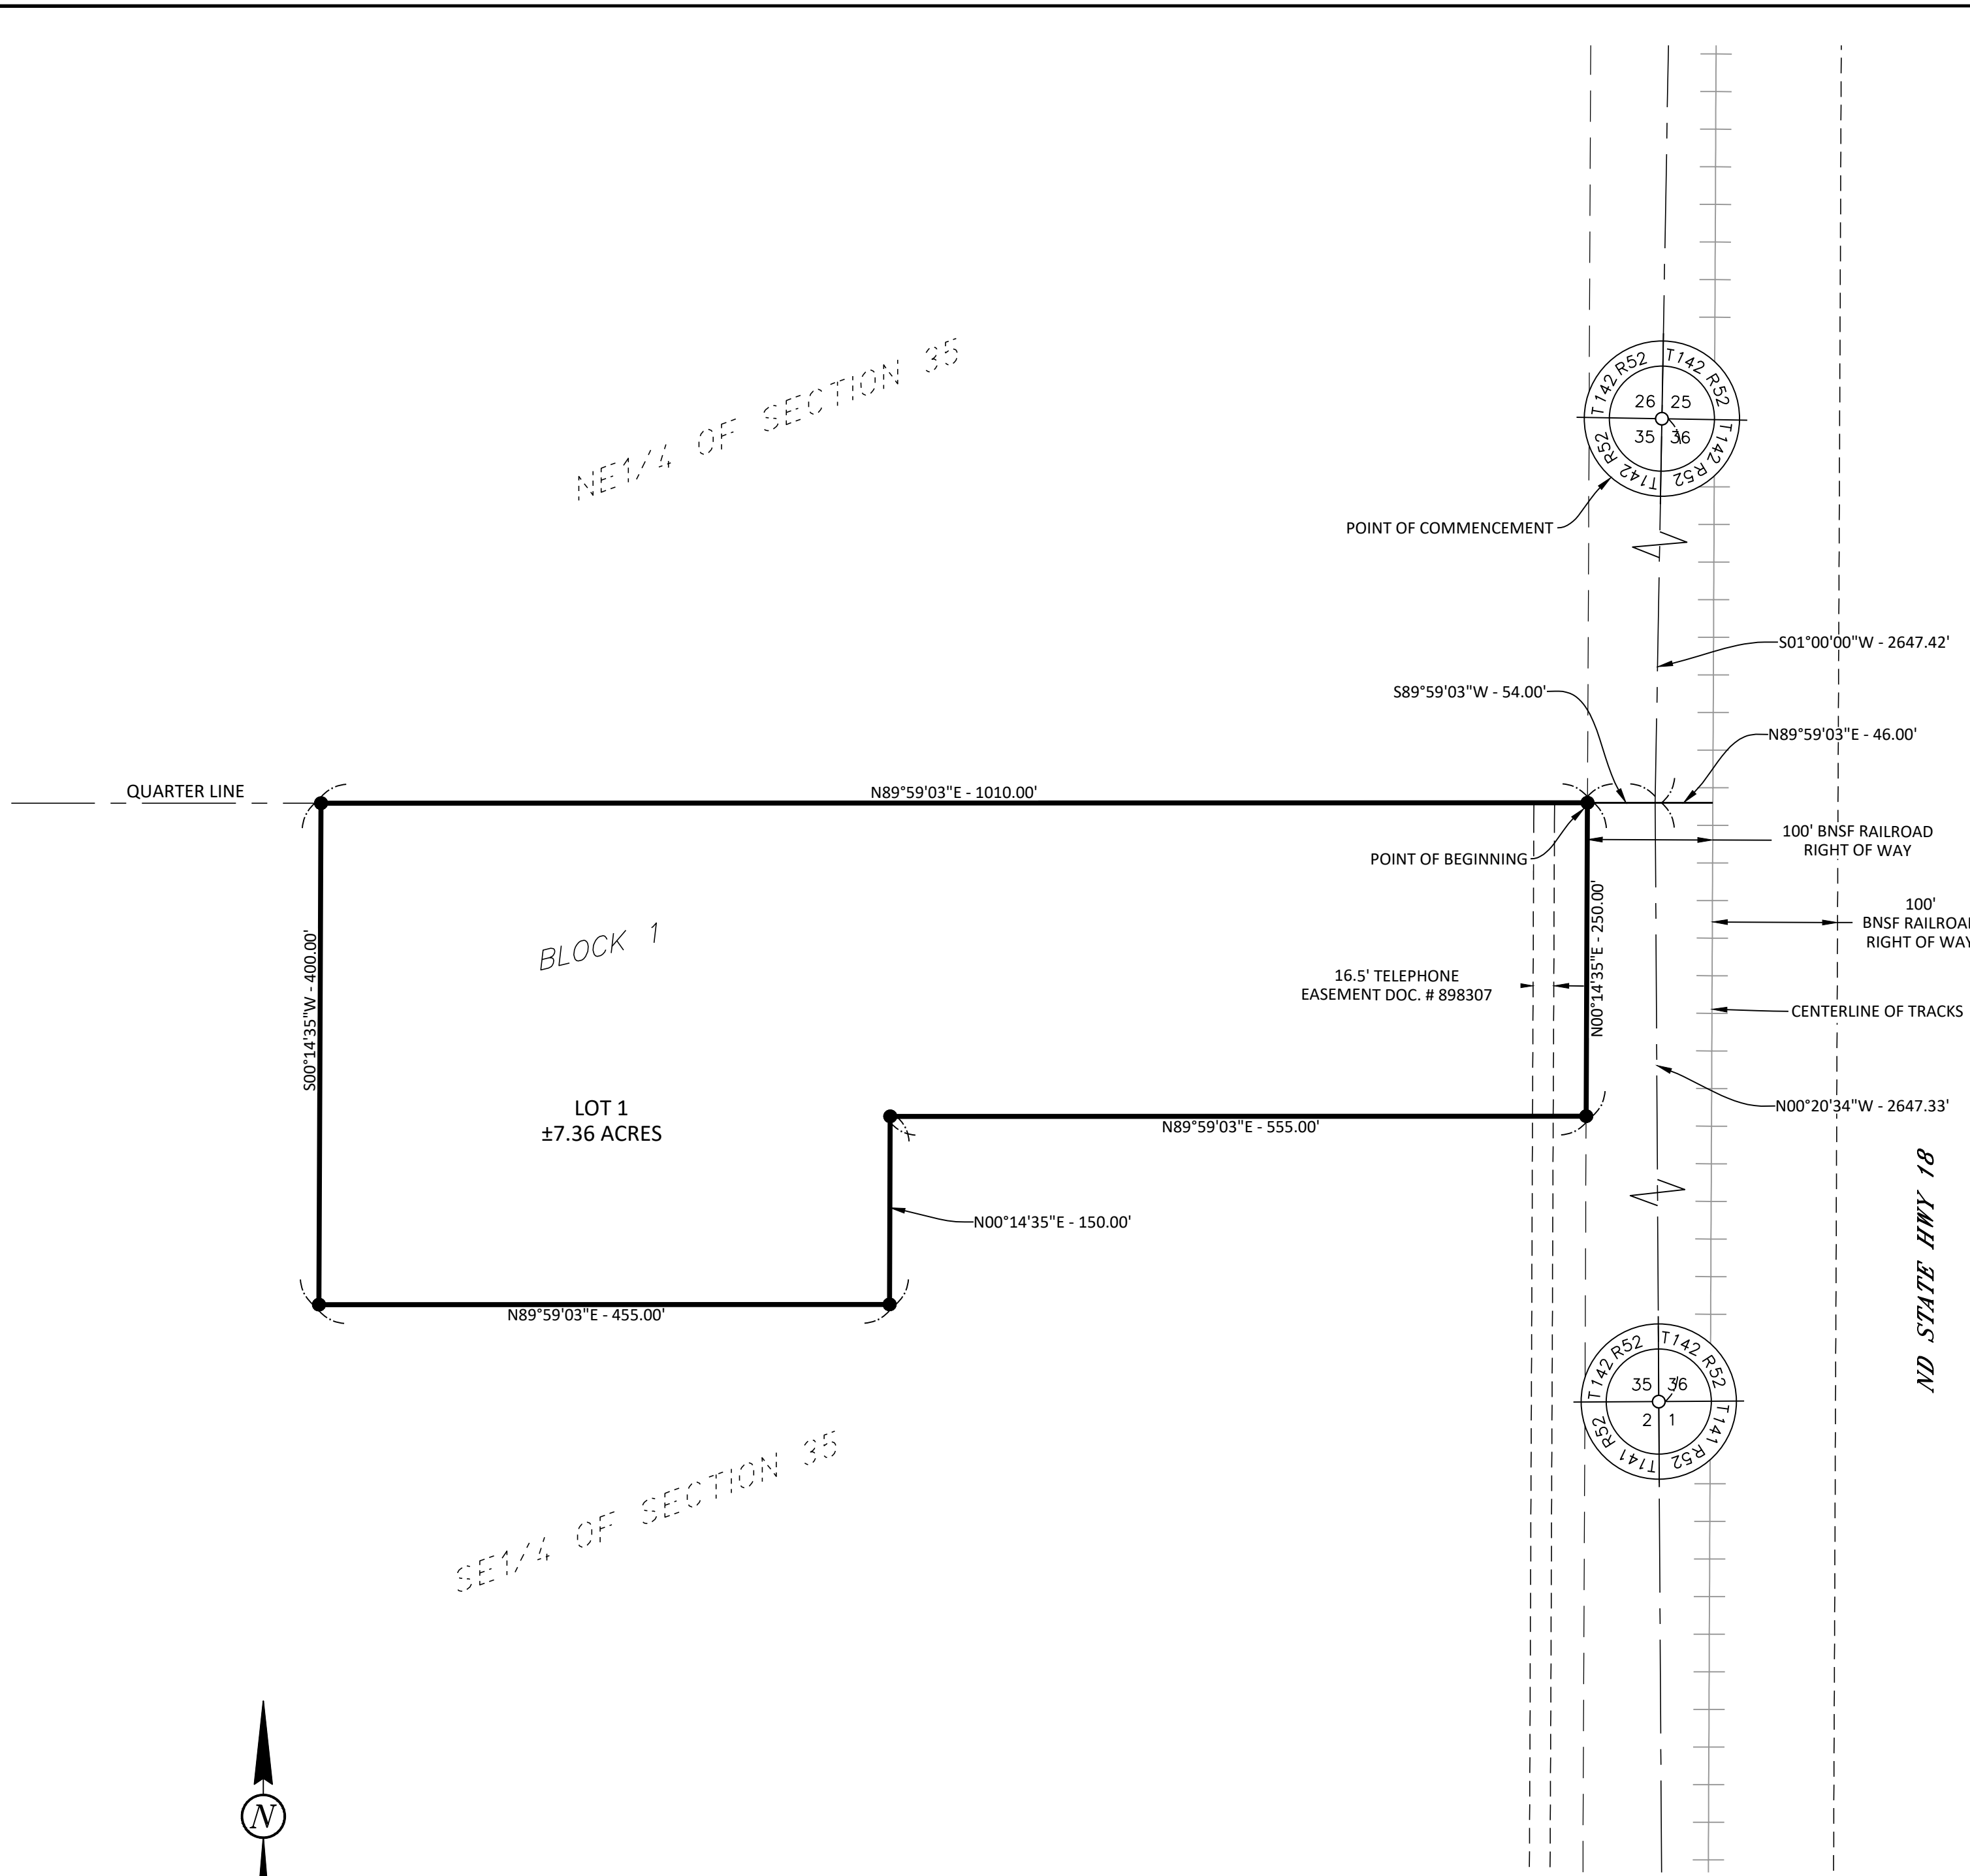 NE1/4 OF SECTION 35
T142 R52
T142 R52
26 25
35 36
T142 R52
T142 R52
POINT OF COMMENCEMENT
S01°00'00"W - 2647.42'
S89°59'03"W - 54.00'
N89°59'03"E - 46.00'
QUARTER LINE
N89°59'03"E - 1010.00'
100' BNSF RAILROAD
RIGHT OF WAY
POINT OF BEGINNING
N00°14'35"E - 250.00'
100'
BNSF RAILROAD
RIGHT OF WAY
BLOCK 1
S00°14'35"W - 400.00'
16.5' TELEPHONE
EASEMENT DOC. # 898307
CENTERLINE OF TRACKS
LOT 1
±7.36 ACRES
N89°59'03"E - 555.00'
N00°20'34"W - 2647.33'
N00°14'35"E - 150.00'
ND STATE HWY 18
N89°59'03"E - 455.00'
T142 R52
T142 R52
35 36
2 1
T141 R52
T141 R52
SE1/4 OF SECTION 35
N